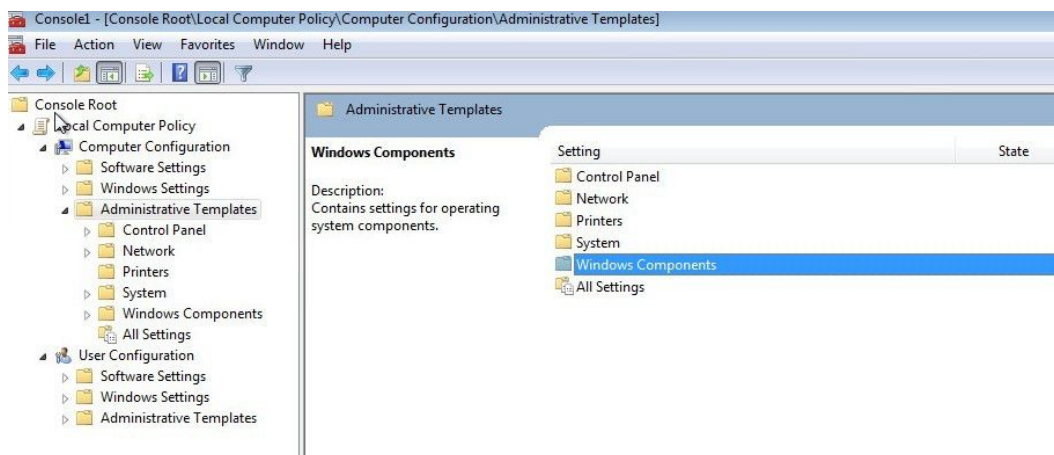 Console1 - [Console Root\Local Computer Policy\Computer Configuration\Administrative Templates]
File Action View Favorites Window Help
Console Root
Local Computer Policy
Computer Configuration
Software Settings
Windows Settings
Administrative Templates
Control Panel
Network
Printers
System
Windows Components
All Settings
User Configuration
Software Settings
Windows Settings
Administrative Templates
Administrative Templates
Windows Components
Description:
Contains settings for operating
system components.
Setting State
Control Panel
Network
Printers
System
Windows Components
All Settings